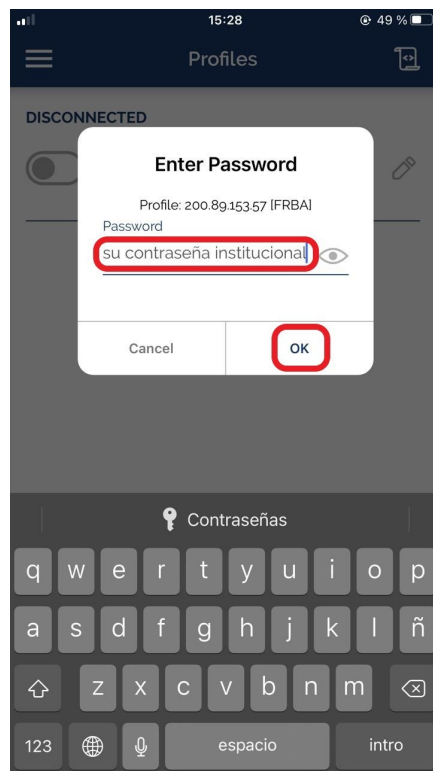 15:28
49 %
Profiles
DISCONNECTED
Enter Password
Profile: 200.89.153.57 [FRBA]
Password
su contraseña institucional
Cancel
OK
Contraseñas
q w e r t y u i o p
a s d f g h j k l ñ
z x c v b n m
123
espacio
intro